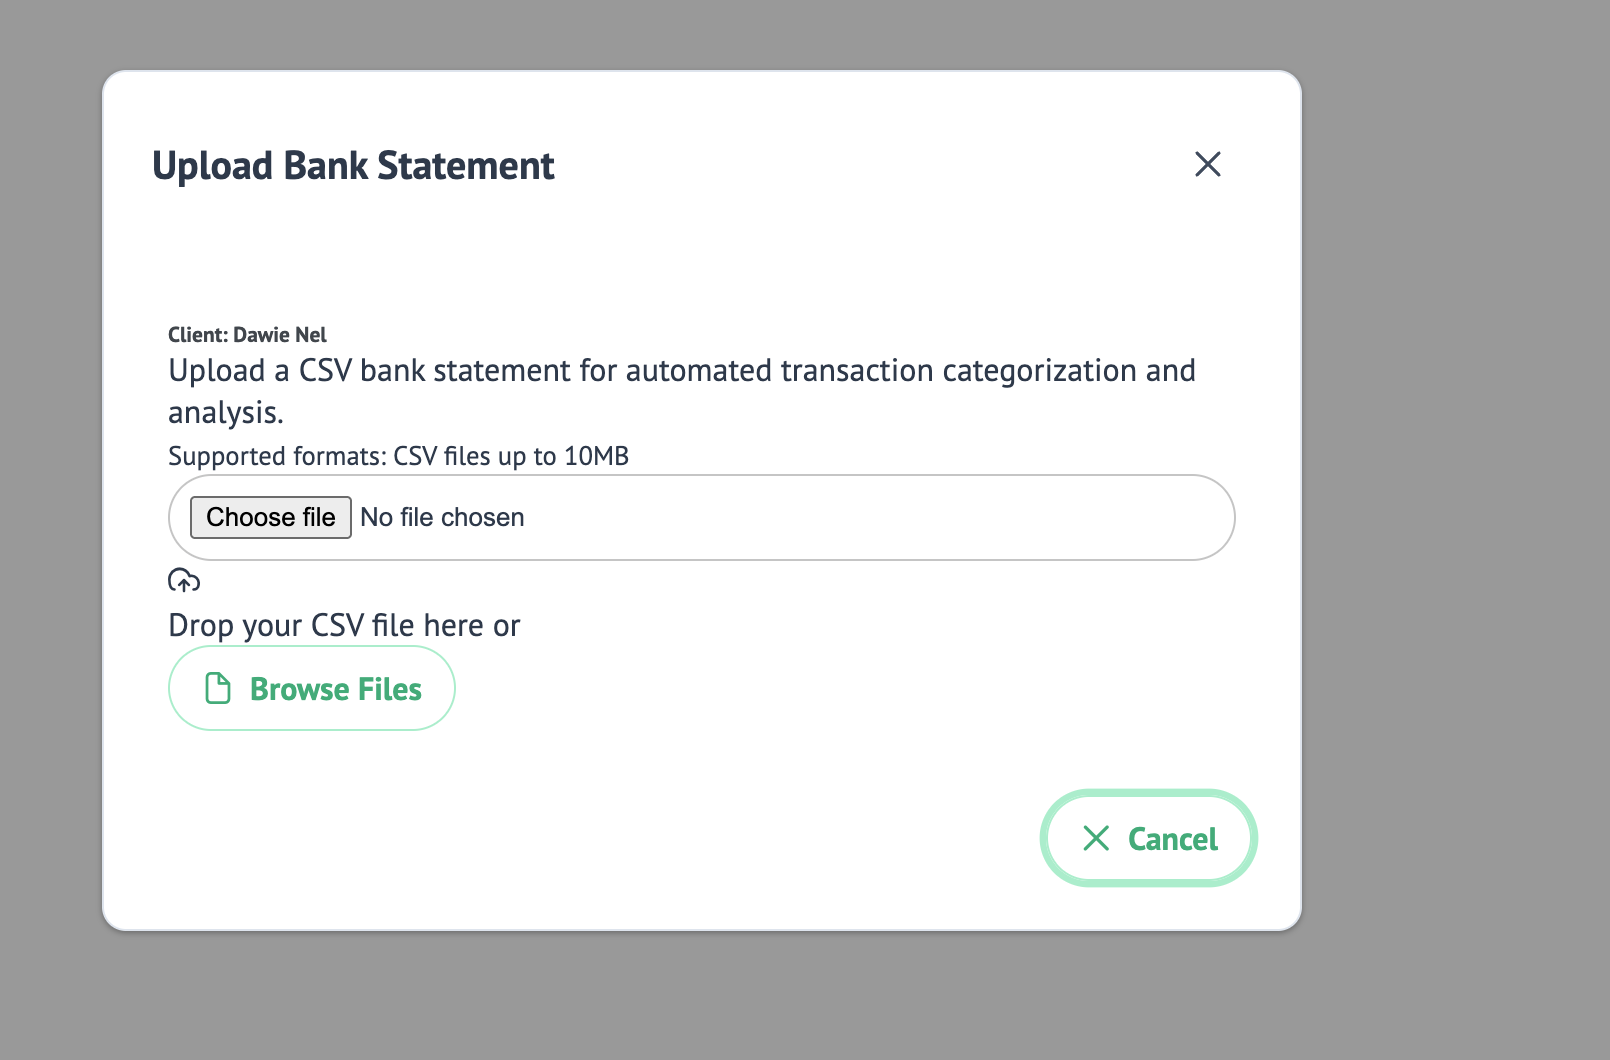 Upload Bank Statement
Client: Dawie Nel
Upload a CSV bank statement for automated transaction categorization and
analysis.
Supported formats: CSV files up to 10MB
Choose file No file chosen
Drop your CSV file here or
Browse Files
Cancel